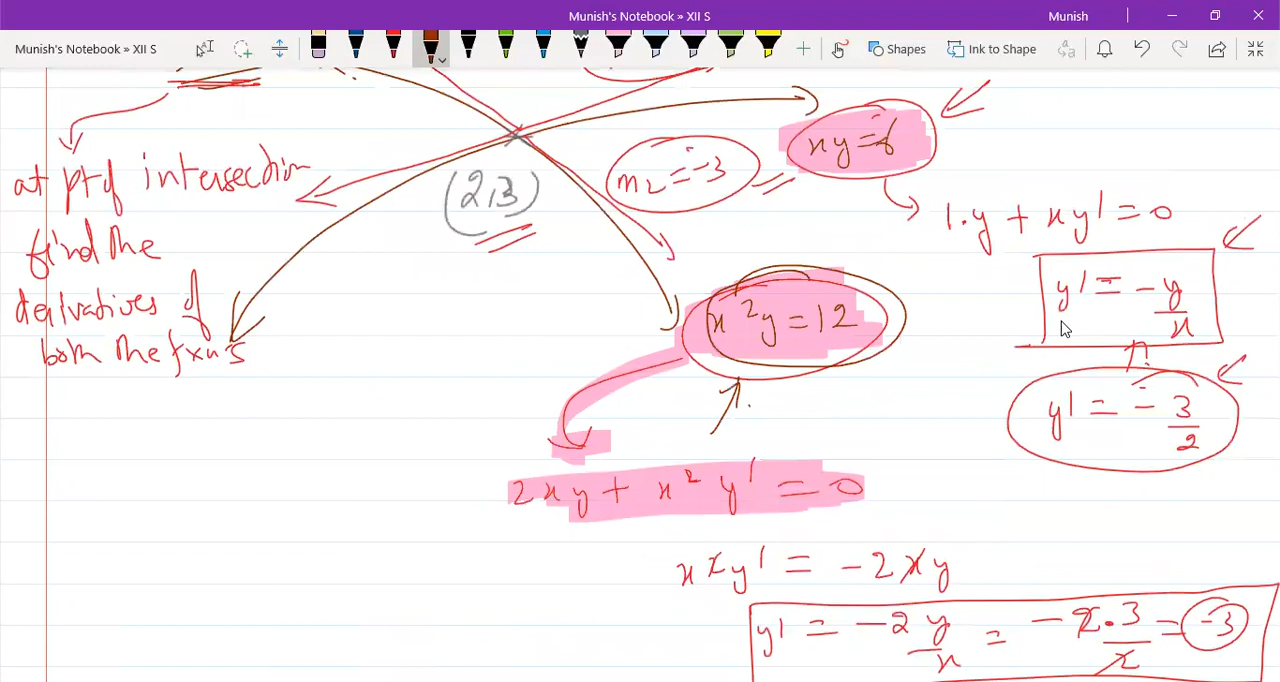 Munish's Notebook » XII S
Munish
Munish's Notebook » XII S
Shapes
Ink to Shape
xy = 6
m₂ = -3
at pt of intersection
(2,3)
1.y + xy' = 0
find the
derivatives of
both the fxn's
y' = -y/x
x²y = 12
y' = -3/2
2xy + x²y' = 0
x²y' = -2xy
y' = -2y/x = -2.3/2 = -3